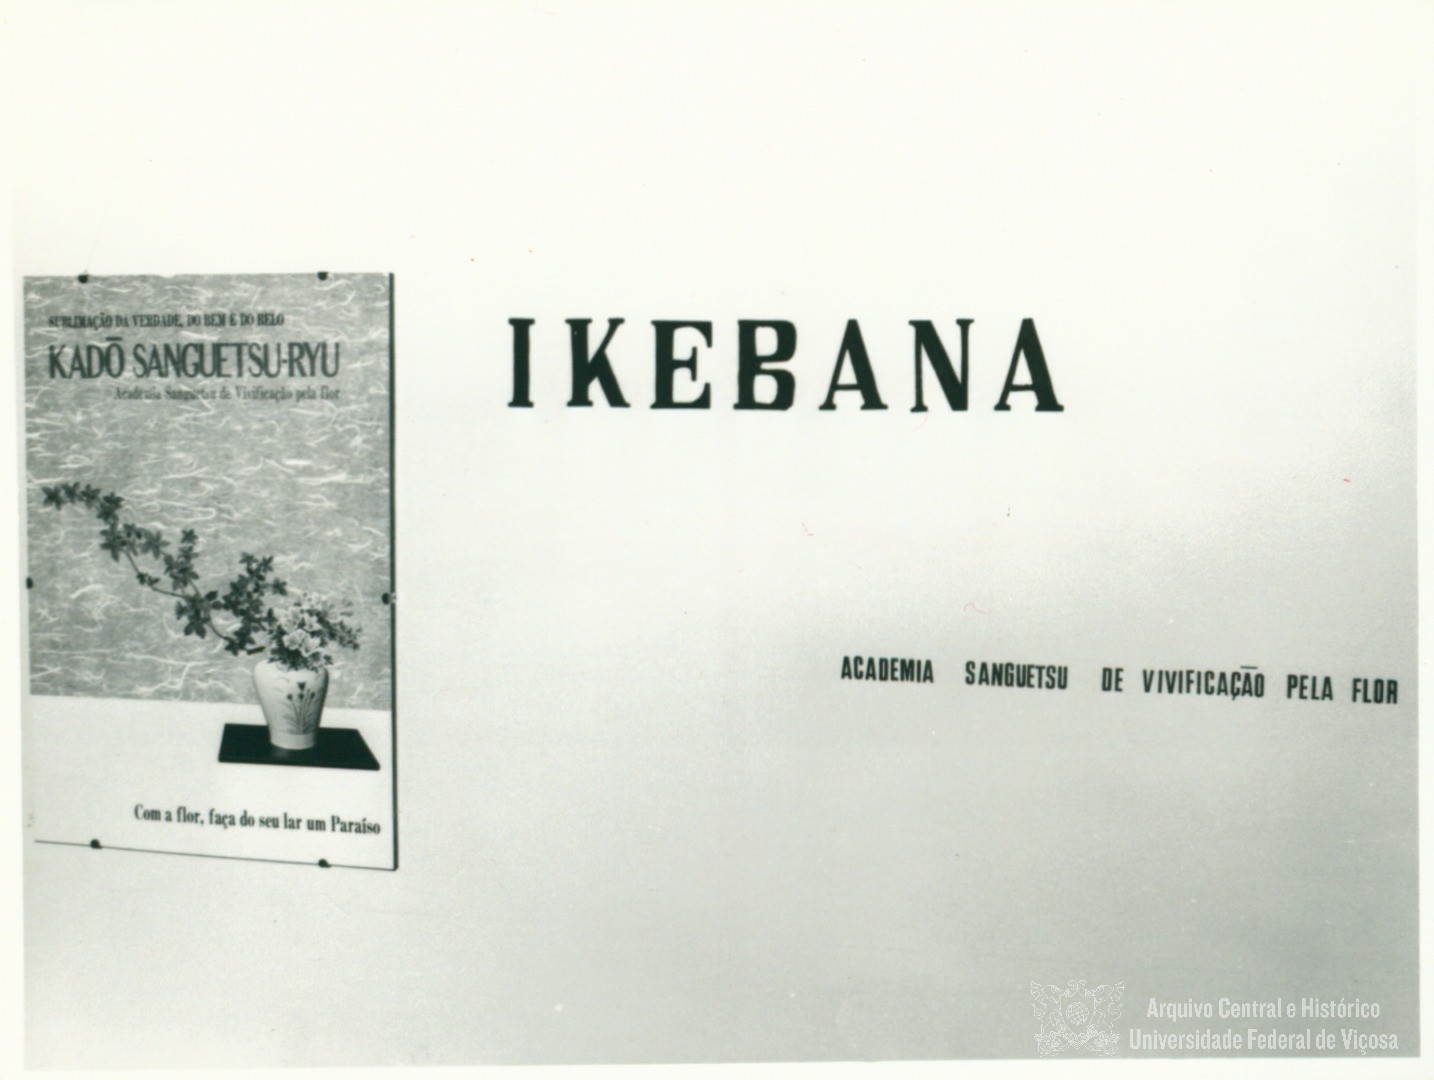 SUBLIMAÇÃO DA VERDADE, DO BEM E DO BELO
KADŌ SANGUETSU-RYU
Academia Sanguetsu de Vivificação pela flor
Com a flor, faça do seu lar um Paraíso
IKEBANA
ACADEMIA SANGUETSU DE VIVIFICAÇÃO PELA FLOR
Arquivo Central e Histórico
Universidade Federal de Viçosa